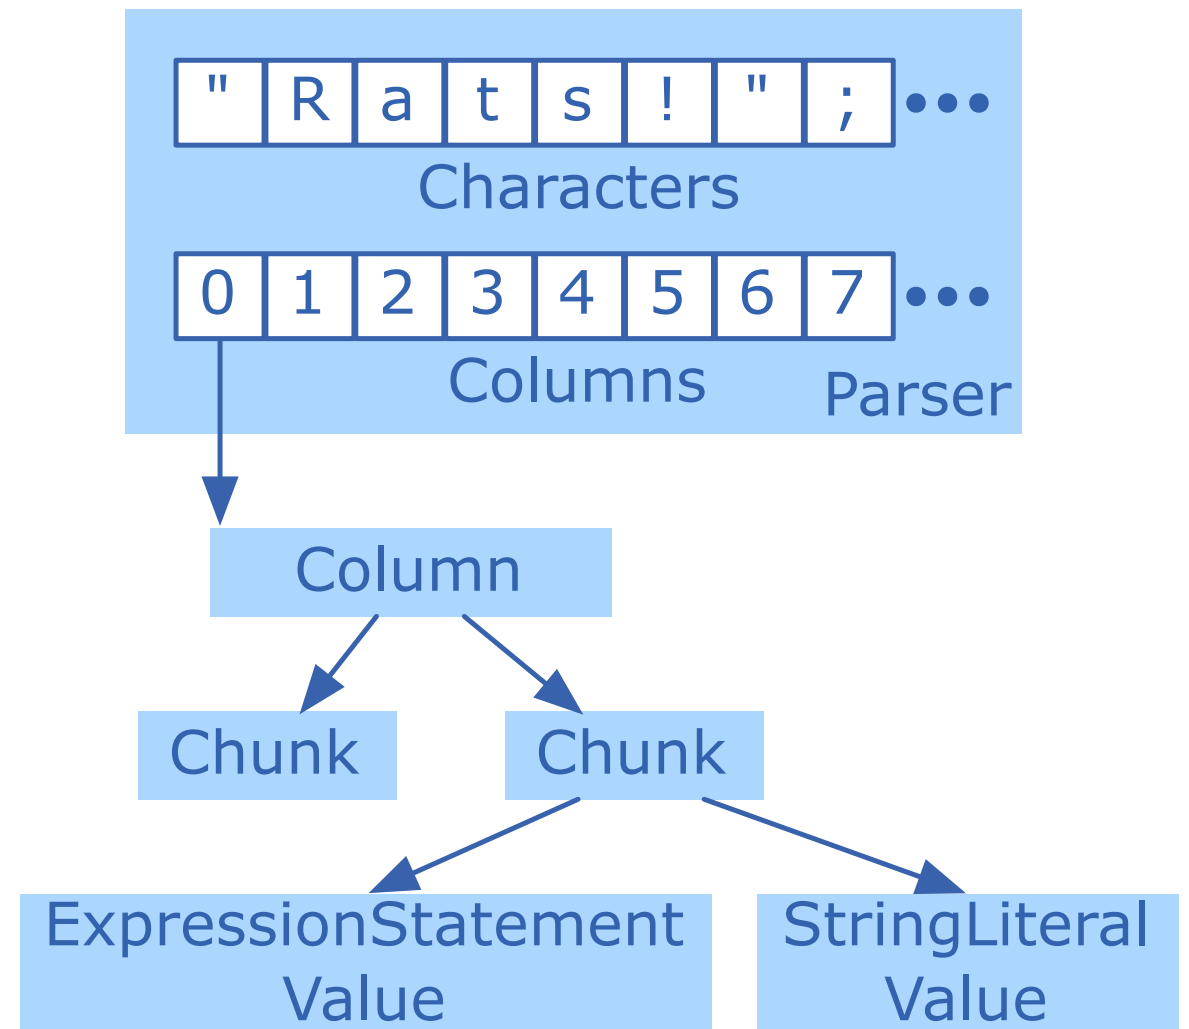 " R a t s ! " ; •••
Characters
0 1 2 3 4 5 6 7 •••
Columns
Parser
Column
Chunk Chunk
ExpressionStatement
Value
StringLiteral
Value